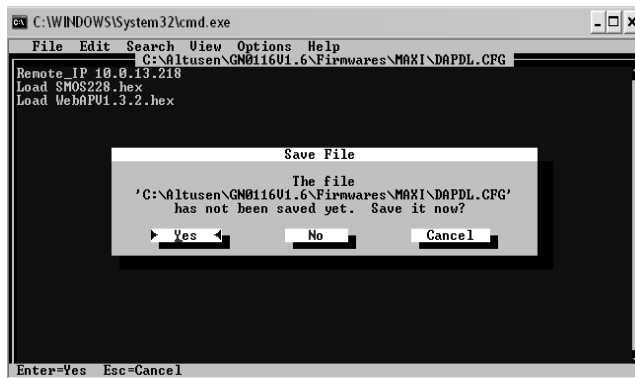 C:\WINDOWS\System32\cmd.exe
File Edit Search View Options Help
C:\Altusen\GN0116V1.6\Firmwares\MAXI\DAPDL.CFG
Remote_IP 10.0.13.218
Load SMOS228.hex
Load WebAPV1.3.2.hex
Save File
The file
'C:\Altusen\GN0116V1.6\Firmwares\MAXI\DAPDL.CFG'
has not been saved yet. Save it now?
Yes No Cancel
Enter=Yes Esc=Cancel